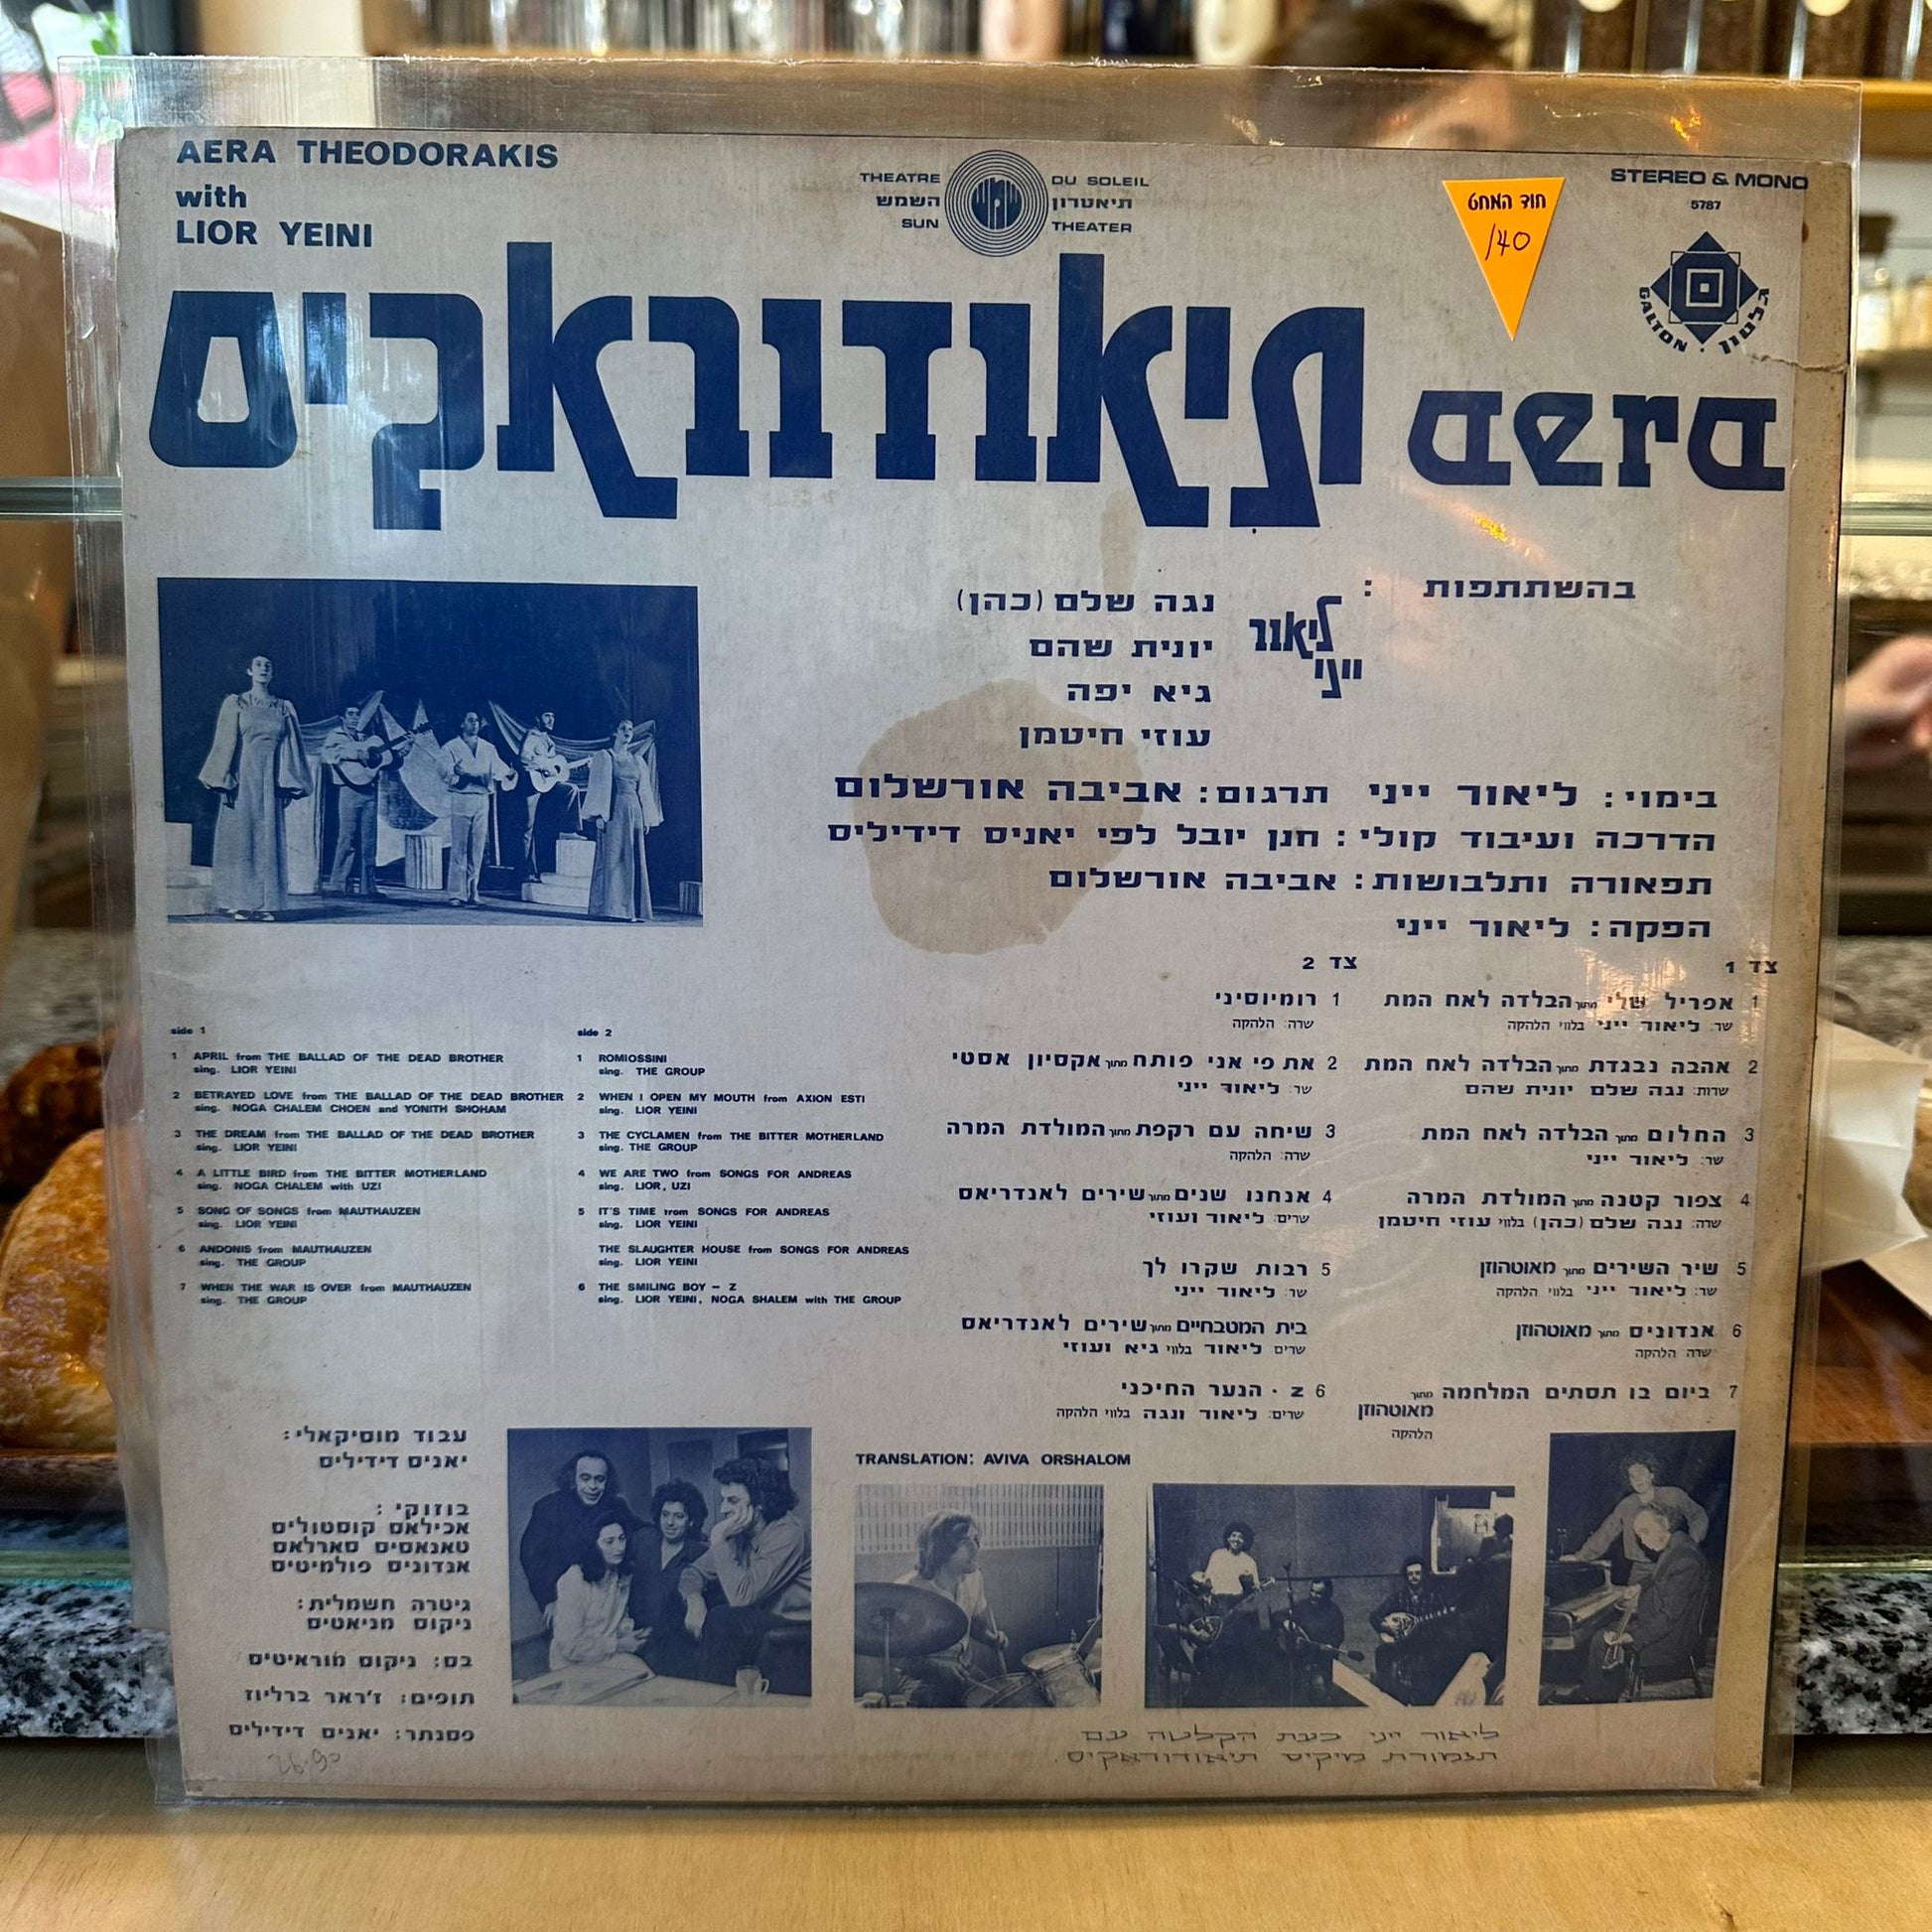 AERA THEODORAKIS
with
LIOR YEINI
THEATRE DU SOLEIL
תיאטרון השמש
SUN THEATER
חוד המחט
/40
STEREO & MONO
5787
GALTON · גלטון
aera תיאודוראקיס
בהשתתפות :
ליאור
ייני
נגה שלם (כהן)
יונית שהם
גיא יפה
עוזי חיטמן
בימוי: ליאור ייני תרגום: אביבה אורשלום
הדרכה ועיבוד קולי: חנן יובל לפי יאניס דידיליס
תפאורה ותלבושות: אביבה אורשלום
הפקה: ליאור ייני
צד 1
1 אפריל שלי מתוך הבלדה לאח המת
שר: ליאור ייני בלווי הלהקה
2 אהבה נבגדת מתוך הבלדה לאח המת
שרות: נגה שלם יונית שהם
3 החלום מתוך הבלדה לאח המת
שר: ליאור ייני
4 צפור קטנה מתוך המולדת המרה
שרה: נגה שלם (כהן) בלווי עוזי חיטמן
5 שיר השירים מתוך מאוטהוזן
שר: ליאור ייני בלווי הלהקה
6 אנדוניס מתוך מאוטהוזן
שרה הלהקה
7 ביום בו תסתים המלחמה מתוך
מאוטהוזן
הלהקה
צד 2
1 רומיוסיני
שרה: הלהקה
2 את פי אני פותח מתוך אקסיון אסטי
שר: ליאור ייני
3 שיחה עם רקפת מתוך המולדת המרה
שרה: הלהקה
4 אנחנו שנים מתוך שירים לאנדריאס
שרים: ליאור ועוזי
5 רבות שקרו לך
שר: ליאור ייני
בית המטבחיים מתוך שירים לאנדריאס
שרים ליאור בלווי גיא ועוזי
6 z · הנער החיכני
שרים: ליאור ונגה בלווי הלהקה
side 1
1 APRIL from THE BALLAD OF THE DEAD BROTHER
sing. LIOR YEINI
2 BETRAYED LOVE from THE BALLAD OF THE DEAD BROTHER
sing. NOGA CHALEM CHOEN and YONITH SHOHAM
3 THE DREAM from THE BALLAD OF THE DEAD BROTHER
sing. LIOR YEINI
4 A LITTLE BIRD from THE BITTER MOTHERLAND
sing. NOGA CHALEM with UZI
5 SONG OF SONGS from MAUTHAUZEN
sing. LIOR YEINI
6 ANDONIS from MAUTHAUZEN
sing. THE GROUP
7 WHEN THE WAR IS OVER from MAUTHAUZEN
sing. THE GROUP
side 2
1 ROMIOSSINI
sing. THE GROUP
2 WHEN I OPEN MY MOUTH from AXION ESTI
sing. LIOR YEINI
3 THE CYCLAMEN from THE BITTER MOTHERLAND
sing. THE GROUP
4 WE ARE TWO from SONGS FOR ANDREAS
sing. LIOR, UZI
5 IT'S TIME from SONGS FOR ANDREAS
sing. LIOR YEINI
THE SLAUGHTER HOUSE from SONGS FOR ANDREAS
sing. LIOR YEINI
6 THE SMILING BOY – Z
sing. LIOR YEINI, NOGA SHALEM with THE GROUP
TRANSLATION: AVIVA ORSHALOM
עבוד מוסיקאלי:
יאניס דידיליס
בוזוקי :
אכילאס קוסטוליס
טאנאסיס סארלאס
אנדוניס פולמיטיס
גיטרה חשמלית:
ניקוס מניאטיס
בס: ניקוס מוראיטיס
תופים: ז'ראר ברליוז
פסנתר: יאניס דידיליס
ליאור ייני בעת הקלטה עם
תזמורת מיקיס תיאודוראקיס.